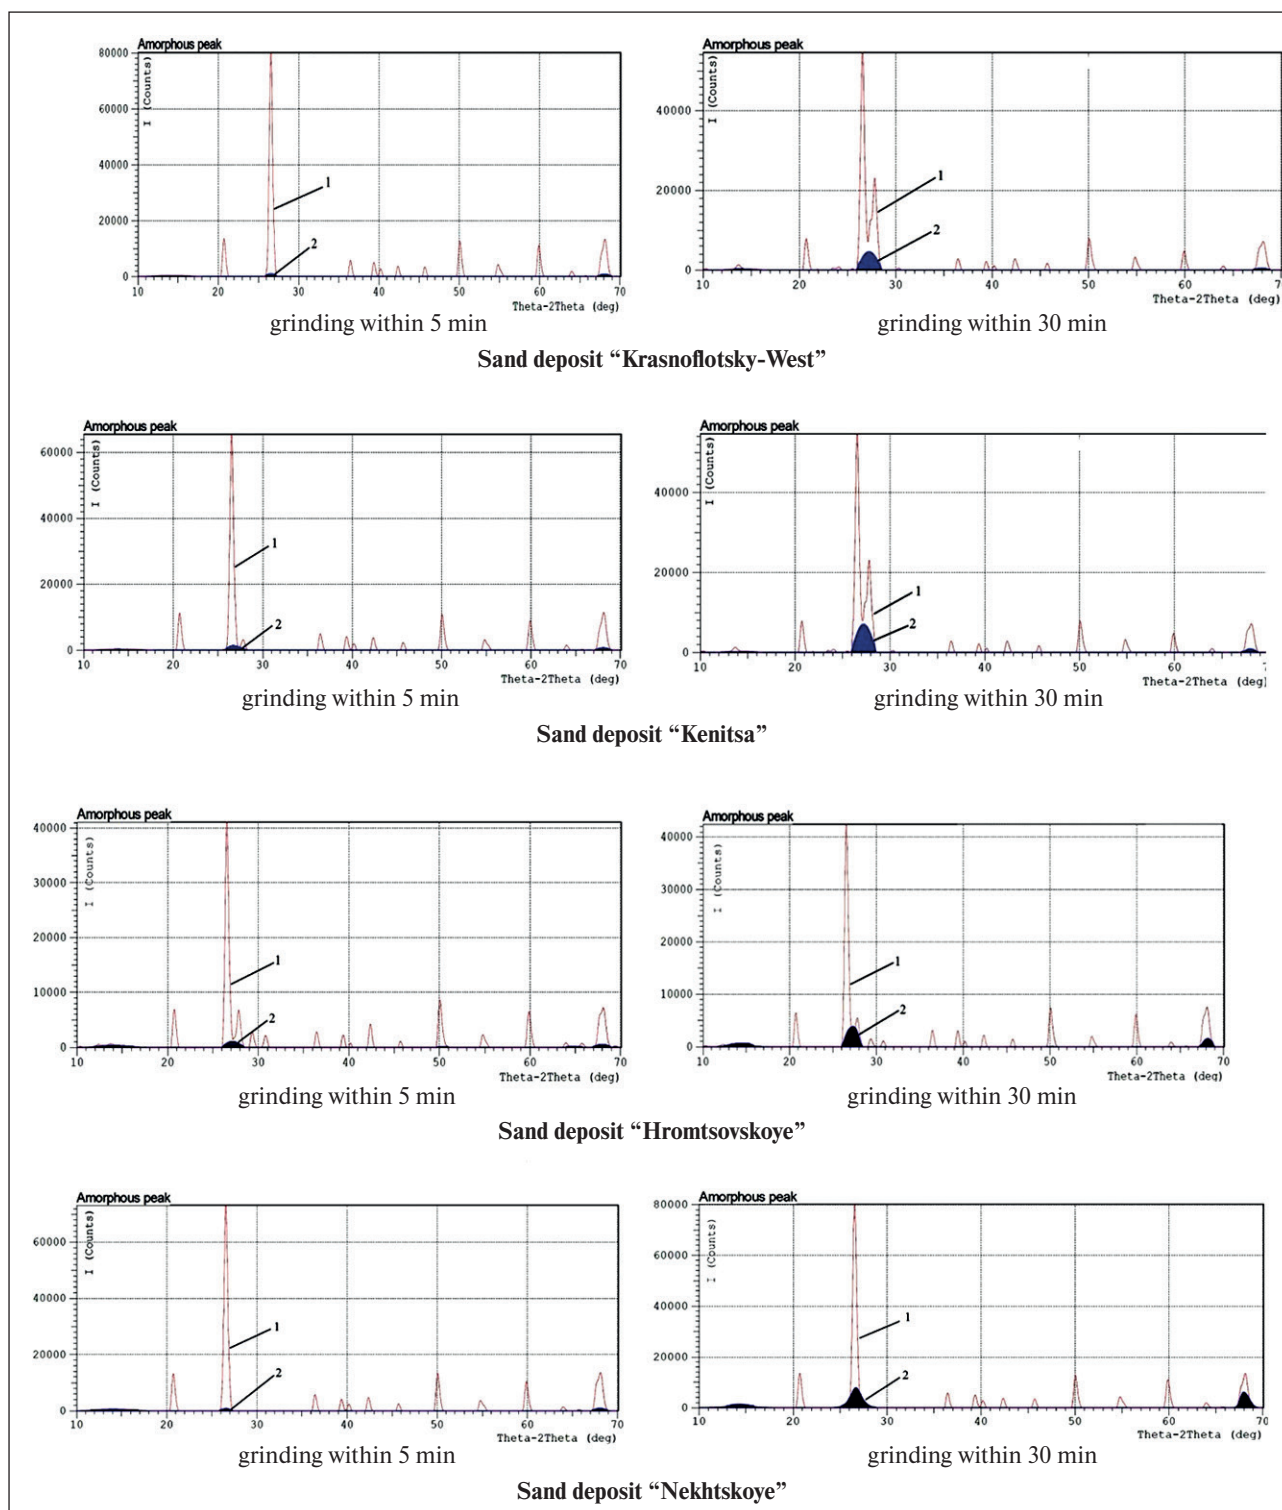 Amorphous peak
I (Counts)
80000
60000
40000
20000
0
1
2
10 20 30 40 50 60 70
Theta-2Theta (deg)
grinding within 5 min
Amorphous peak
I (Counts)
40000
20000
0
1
2
10 20 30 40 50 60 70
Theta-2Theta (deg)
grinding within 30 min
Sand deposit “Krasnoflotsky-West”
Amorphous peak
I (Counts)
60000
40000
20000
0
1
2
10 20 30 40 50 60 70
Theta-2Theta (deg)
grinding within 5 min
Amorphous peak
I (Counts)
40000
20000
0
1
2
10 20 30 40 50 60
Theta-2Theta (deg)
grinding within 30 min
Sand deposit “Kenitsa”
Amorphous peak
I (Counts)
40000
30000
20000
10000
0
1
2
10 20 30 40 50 60 70
Theta-2Theta (deg)
grinding within 5 min
Amorphous peak
I (Counts)
40000
30000
20000
10000
0
1
2
10 20 30 40 50 60 70
Theta-2Theta (deg)
grinding within 30 min
Sand deposit “Hromtsovskoye”
Amorphous peak
I (Counts)
60000
40000
20000
0
1
2
10 20 30 40 50 60 70
Theta-2Theta (deg)
grinding within 5 min
Amorphous peak
I (Counts)
80000
60000
40000
20000
0
1
2
10 20 30 40 50 60 70
Theta-2Theta (deg)
grinding within 30 min
Sand deposit “Nekhtskoye”